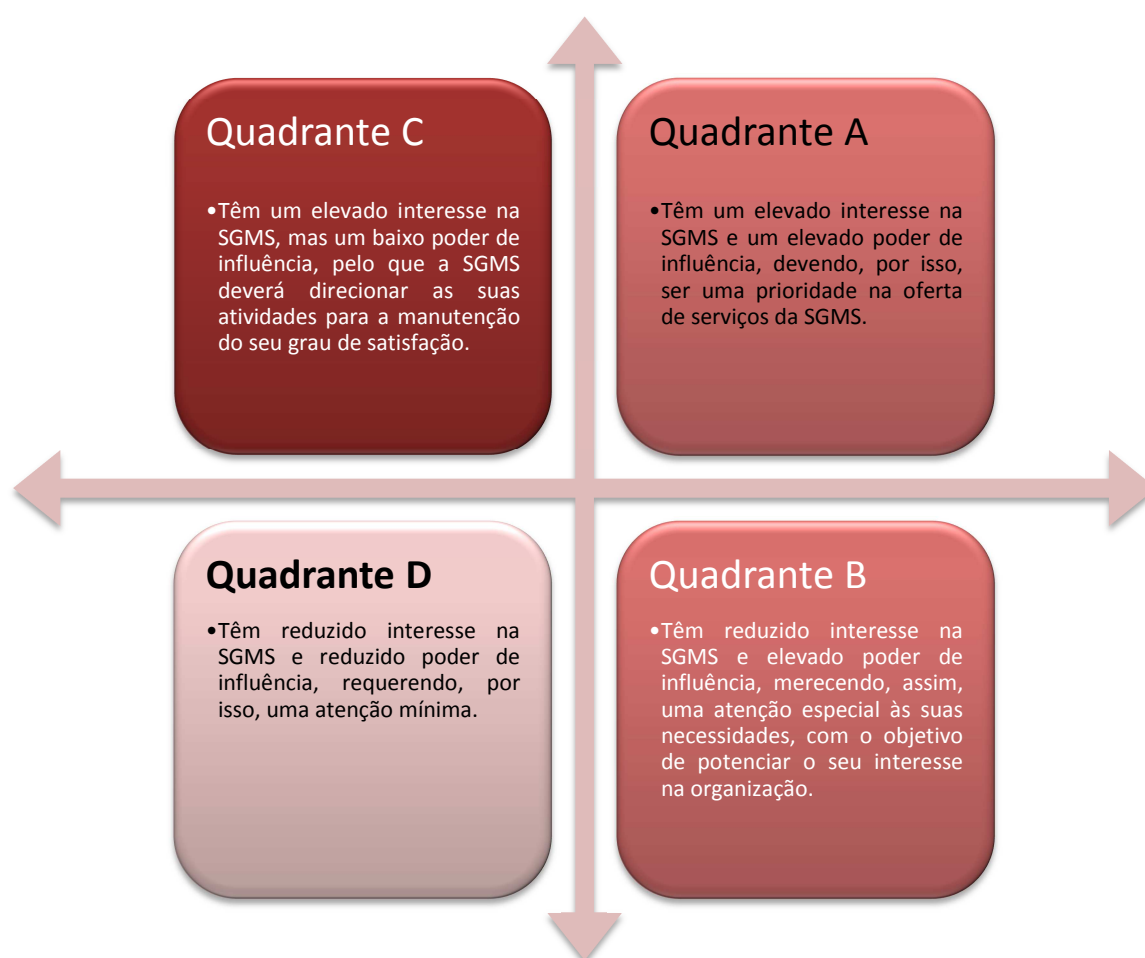 Quadrante C
•Têm um elevado interesse na
SGMS, mas um baixo poder de
influência, pelo que a SGMS
deverá direcionar as suas
atividades para a manutenção
do seu grau de satisfação.
Quadrante A
•Têm um elevado interesse na
SGMS e um elevado poder de
influência, devendo, por isso,
ser uma prioridade na oferta
de serviços da SGMS.
Quadrante D
•Têm reduzido interesse na
SGMS e reduzido poder de
influência, requerendo, por
isso, uma atenção mínima.
Quadrante B
•Têm reduzido interesse na
SGMS e elevado poder de
influência, merecendo, assim,
uma atenção especial às suas
necessidades, com o objetivo
de potenciar o seu interesse
na organização.